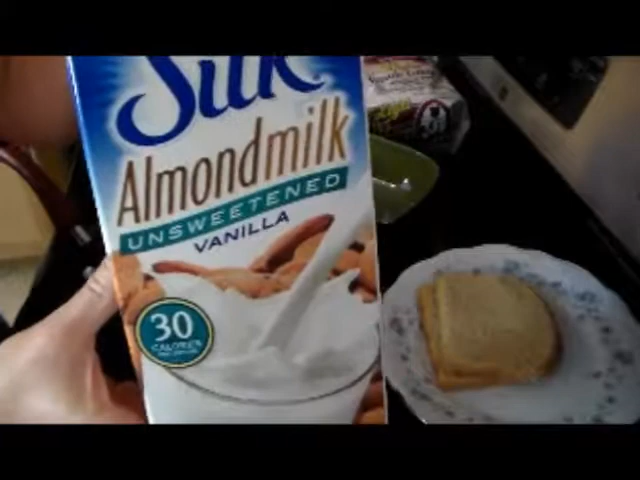 Silk
Almondmilk
UNSWEETENED
VANILLA
30
CALORIES